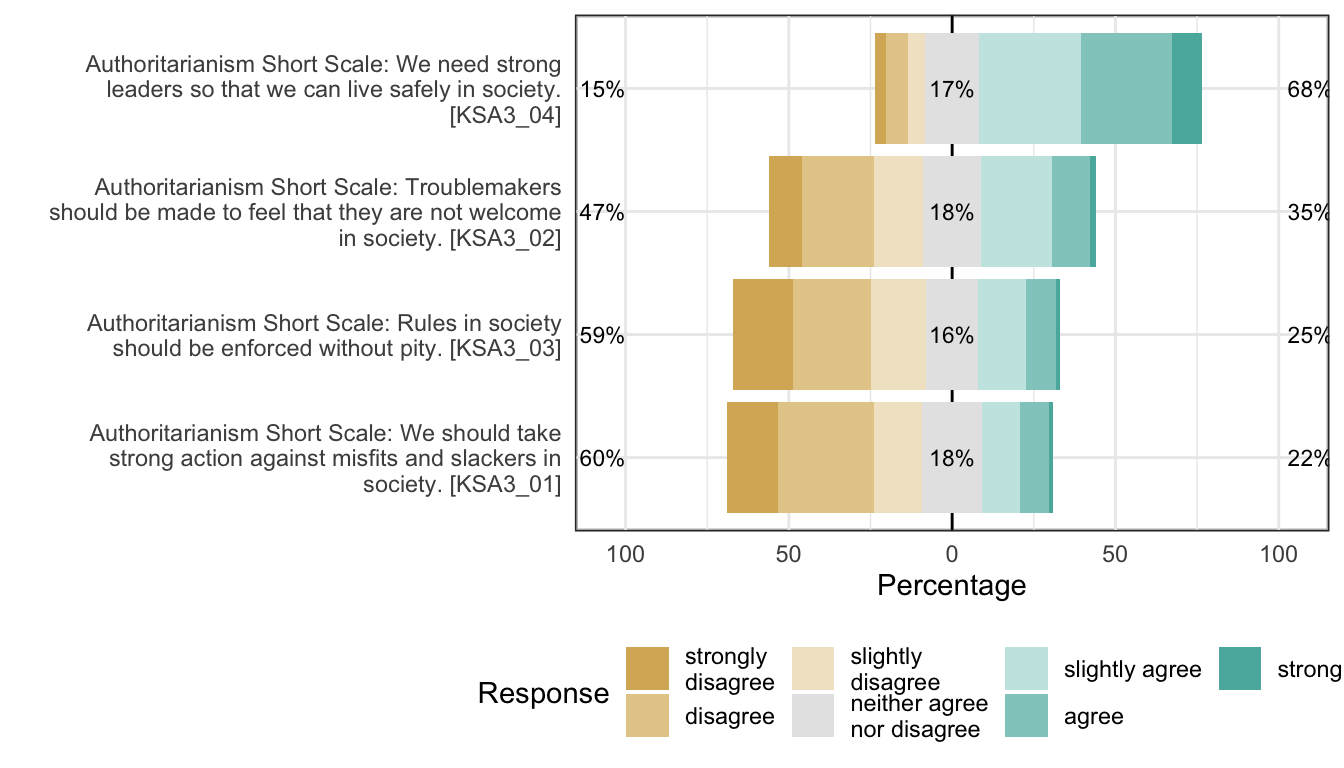 Authoritarianism Short Scale: We need strong
leaders so that we can live safely in society.
[KSA3_04]
15% 17% 68%
Authoritarianism Short Scale: Troublemakers
should be made to feel that they are not welcome
in society. [KSA3_02]
47% 18% 35%
Authoritarianism Short Scale: Rules in society
should be enforced without pity. [KSA3_03]
59% 16% 25%
Authoritarianism Short Scale: We should take
strong action against misfits and slackers in
society. [KSA3_01]
60% 18% 22%
100 50 0 50 100
Percentage
Response
strongly
disagree
disagree
slightly
disagree
neither agree
nor disagree
slightly agree
agree
strong